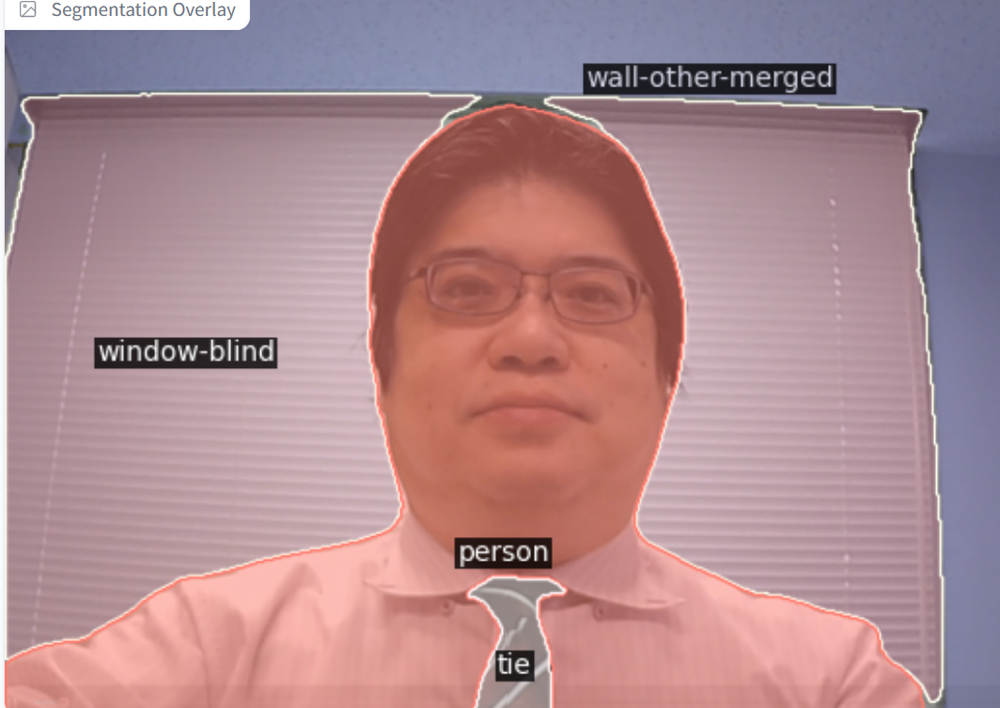 Segmentation Overlay
wall-other-merged
window-blind
person
tie